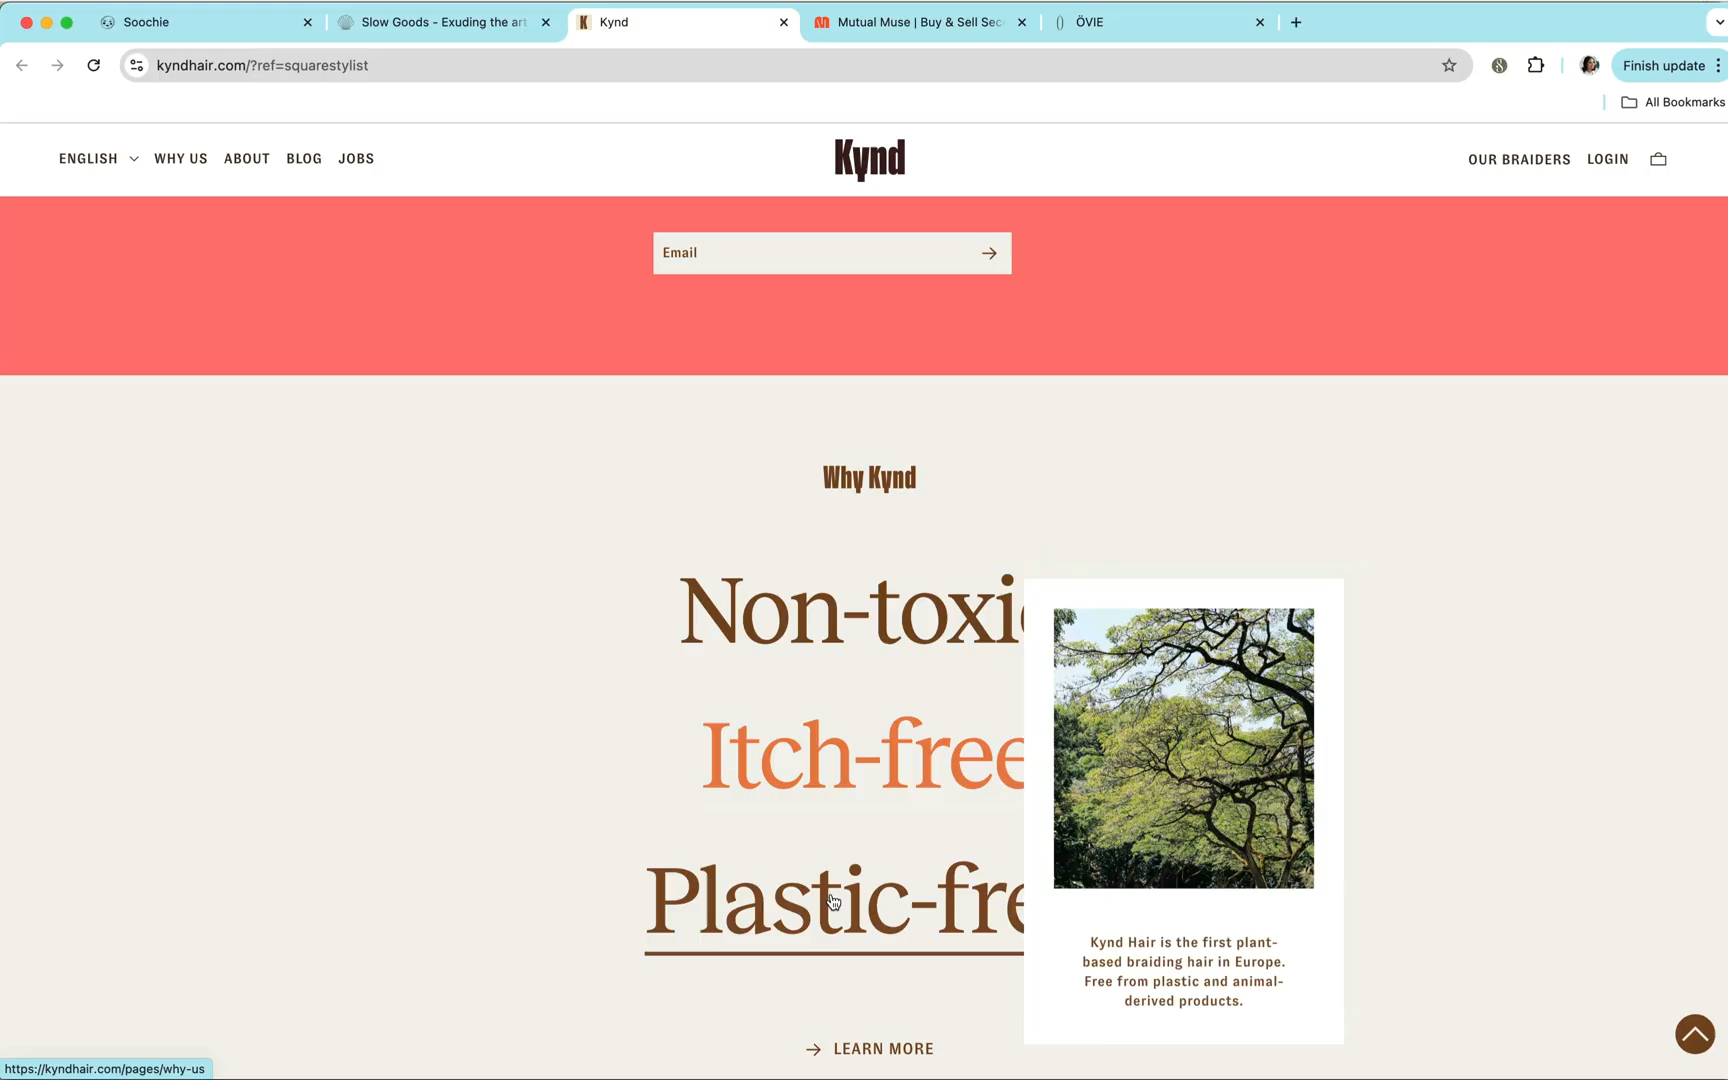 Soochie
Slow Goods - Exuding the art
Kynd
Mutual Muse | Buy & Sell Sec
ÖVIE
kyndhair.com/?ref=squarestylist
Finish update
All Bookmarks
ENGLISH
WHY US
ABOUT
BLOG
JOBS
Kynd
OUR BRAIDERS
LOGIN
Email
Why Kynd
Non-toxic
Itch-free
Plastic-fre
Kynd Hair is the first plant-
based braiding hair in Europe.
Free from plastic and animal-
derived products.
LEARN MORE
https://kyndhair.com/pages/why-us